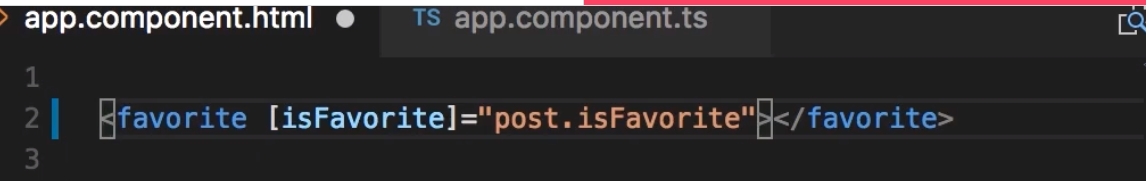 app.component.html TS app.component.ts
1
2 <favorite [isFavorite]="post.isFavorite"></favorite>
3